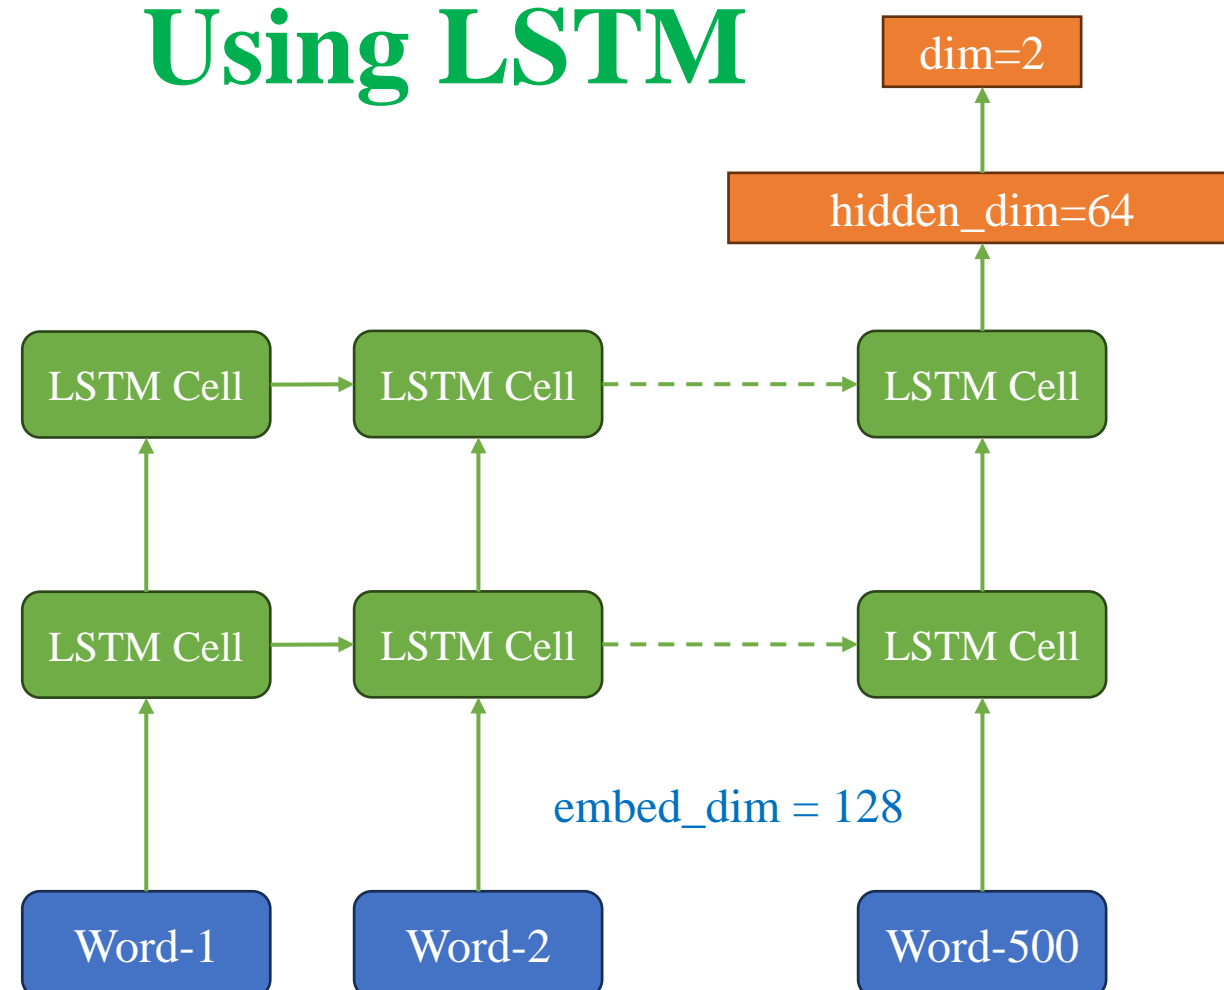 Using LSTM
dim=2
hidden_dim=64
LSTM Cell
LSTM Cell
LSTM Cell
LSTM Cell
LSTM Cell
LSTM Cell
embed_dim = 128
Word-1
Word-2
Word-500